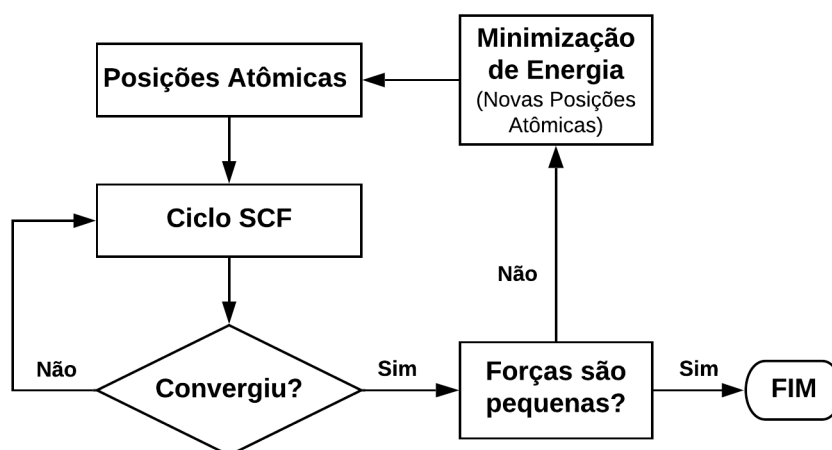 Posições Atômicas
Minimização
de Energia
(Novas Posições
Atômicas)
Ciclo SCF
Não
Não
Convergiu?
Sim
Forças são
pequenas?
Sim
FIM